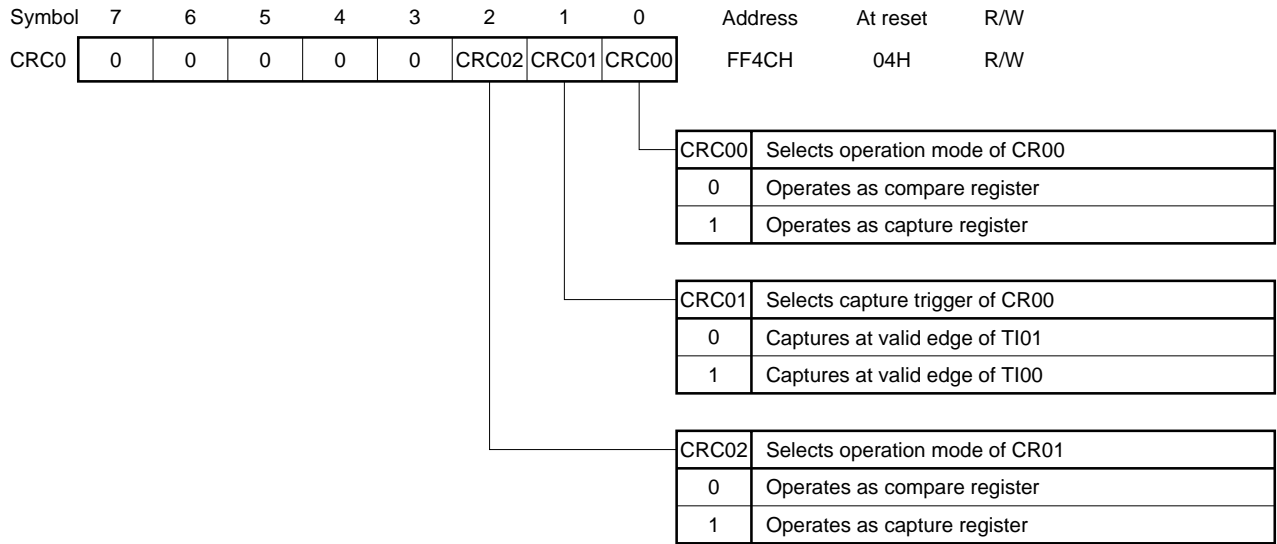 Symbol 7 6 5 4 3 2 1 0 Address At reset R/W
CRC0 0 0 0 0 0 CRC02 CRC01 CRC00 FF4CH 04H R/W
CRC00 Selects operation mode of CR00
0 Operates as compare register
1 Operates as capture register
CRC01 Selects capture trigger of CR00
0 Captures at valid edge of TI01
1 Captures at valid edge of TI00
CRC02 Selects operation mode of CR01
0 Operates as compare register
1 Operates as capture register